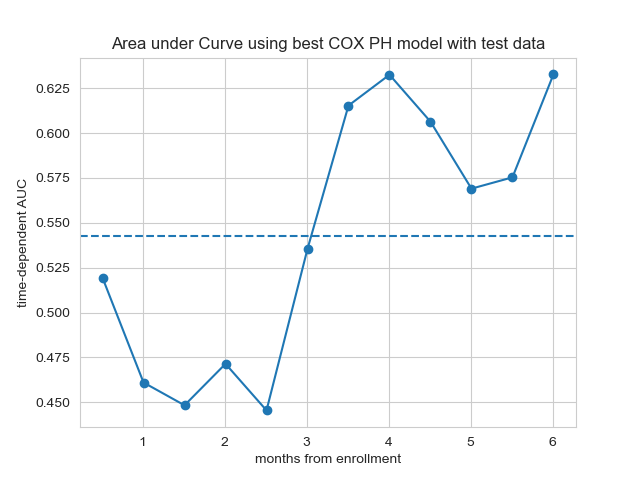 Area under Curve using best COX PH model with test data
time-dependent AUC
0.625
0.600
0.575
0.550
0.525
0.500
0.475
0.450
1 2 3 4 5 6
months from enrollment